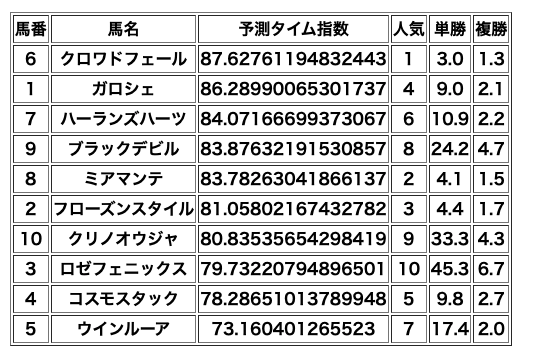 馬番 馬名 予測タイム指数 人気 単勝 複勝
6 クロワドフェール 87.62761194832443 1 3.0 1.3
1 ガロシェ 86.28990065301737 4 9.0 2.1
7 ハーランズハーツ 84.07166699373067 6 10.9 2.2
9 ブラックデビル 83.87632191530857 8 24.2 4.7
8 ミアマンテ 83.78263041866137 2 4.1 1.5
2 フローズンスタイル 81.05802167432782 3 4.4 1.7
10 クリノオウジャ 80.83535654298419 9 33.3 4.3
3 ロゼフェニックス 79.73220794896501 10 45.3 6.7
4 コスモスタック 78.28651013789948 5 9.8 2.7
5 ウインルーア 73.160401265523 7 17.4 2.0